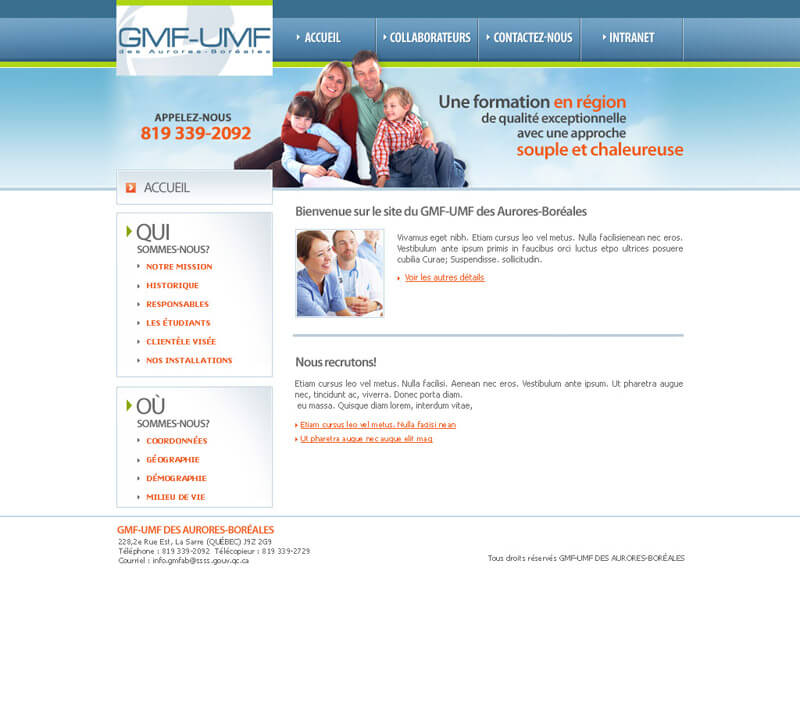 GMF-UMF
des Aurores-Boréales
ACCUEIL
COLLABORATEURS
CONTACTEZ-NOUS
INTRANET
APPELEZ-NOUS
819 339-2092
Une formation en région
de qualité exceptionnelle
avec une approche
souple et chaleureuse
ACCUEIL
QUI
SOMMES-NOUS?
NOTRE MISSION
HISTORIQUE
RESPONSABLES
LES ÉTUDIANTS
CLIENTÈLE VISÉE
NOS INSTALLATIONS
OÙ
SOMMES-NOUS?
COORDONNÉES
GÉOGRAPHIE
DÉMOGRAPHIE
MILIEU DE VIE
Bienvenue sur le site du GMF-UMF des Aurores-Boréales
Vivamus eget nibh. Etiam cursus leo vel metus. Nulla facilisienean nec eros.
Vestibulum ante ipsum primis in faucibus orci luctus etpo ultrices posuere
cubilia Curae; Suspendisse. sollicitudin.
Voir les autres détails
Nous recrutons!
Etiam cursus leo vel metus. Nulla facilisi. Aenean nec eros. Vestibulum ante ipsum. Ut pharetra augue
nec, tincidunt ac, viverra. Donec porta diam.
eu massa. Quisque diam lorem, interdum vitae,
Etiam cursus leo vel metus. Nulla facilisi nean
Ut pharetra augue nec augue elit mag
GMF-UMF DES AURORES-BORÉALES
228,2e Rue Est, La Sarre (QUÉBEC) J9Z 2G9
Téléphone : 819 339-2092 Télécopieur : 819 339-2729
Courriel : info.gmfab@ssss.gouv.qc.ca
Tous droits réservés GMF-UMF DES AURORES-BORÉALES